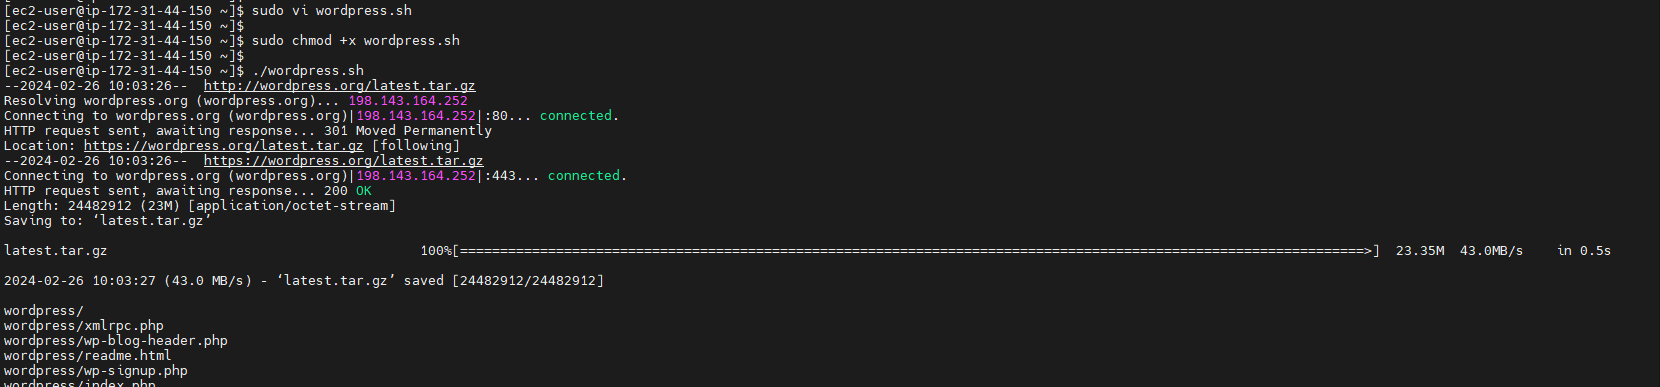 [ec2-user@ip-172-31-44-150 ~]$ sudo vi wordpress.sh
[ec2-user@ip-172-31-44-150 ~]$
[ec2-user@ip-172-31-44-150 ~]$ sudo chmod +x wordpress.sh
[ec2-user@ip-172-31-44-150 ~]$
[ec2-user@ip-172-31-44-150 ~]$ ./wordpress.sh
--2024-02-26 10:03:26--  http://wordpress.org/latest.tar.gz
Resolving wordpress.org (wordpress.org)... 198.143.164.252
Connecting to wordpress.org (wordpress.org)|198.143.164.252|:80... connected.
HTTP request sent, awaiting response... 301 Moved Permanently
Location: https://wordpress.org/latest.tar.gz [following]
--2024-02-26 10:03:26--  https://wordpress.org/latest.tar.gz
Connecting to wordpress.org (wordpress.org)|198.143.164.252|:443... connected.
HTTP request sent, awaiting response... 200 OK
Length: 24482912 (23M) [application/octet-stream]
Saving to: ‘latest.tar.gz’
latest.tar.gz 100%[=================================================================================================================>] 23.35M 43.0MB/s in 0.5s
2024-02-26 10:03:27 (43.0 MB/s) - ‘latest.tar.gz’ saved [24482912/24482912]
wordpress/
wordpress/xmlrpc.php
wordpress/wp-blog-header.php
wordpress/readme.html
wordpress/wp-signup.php
wordpress/index.php